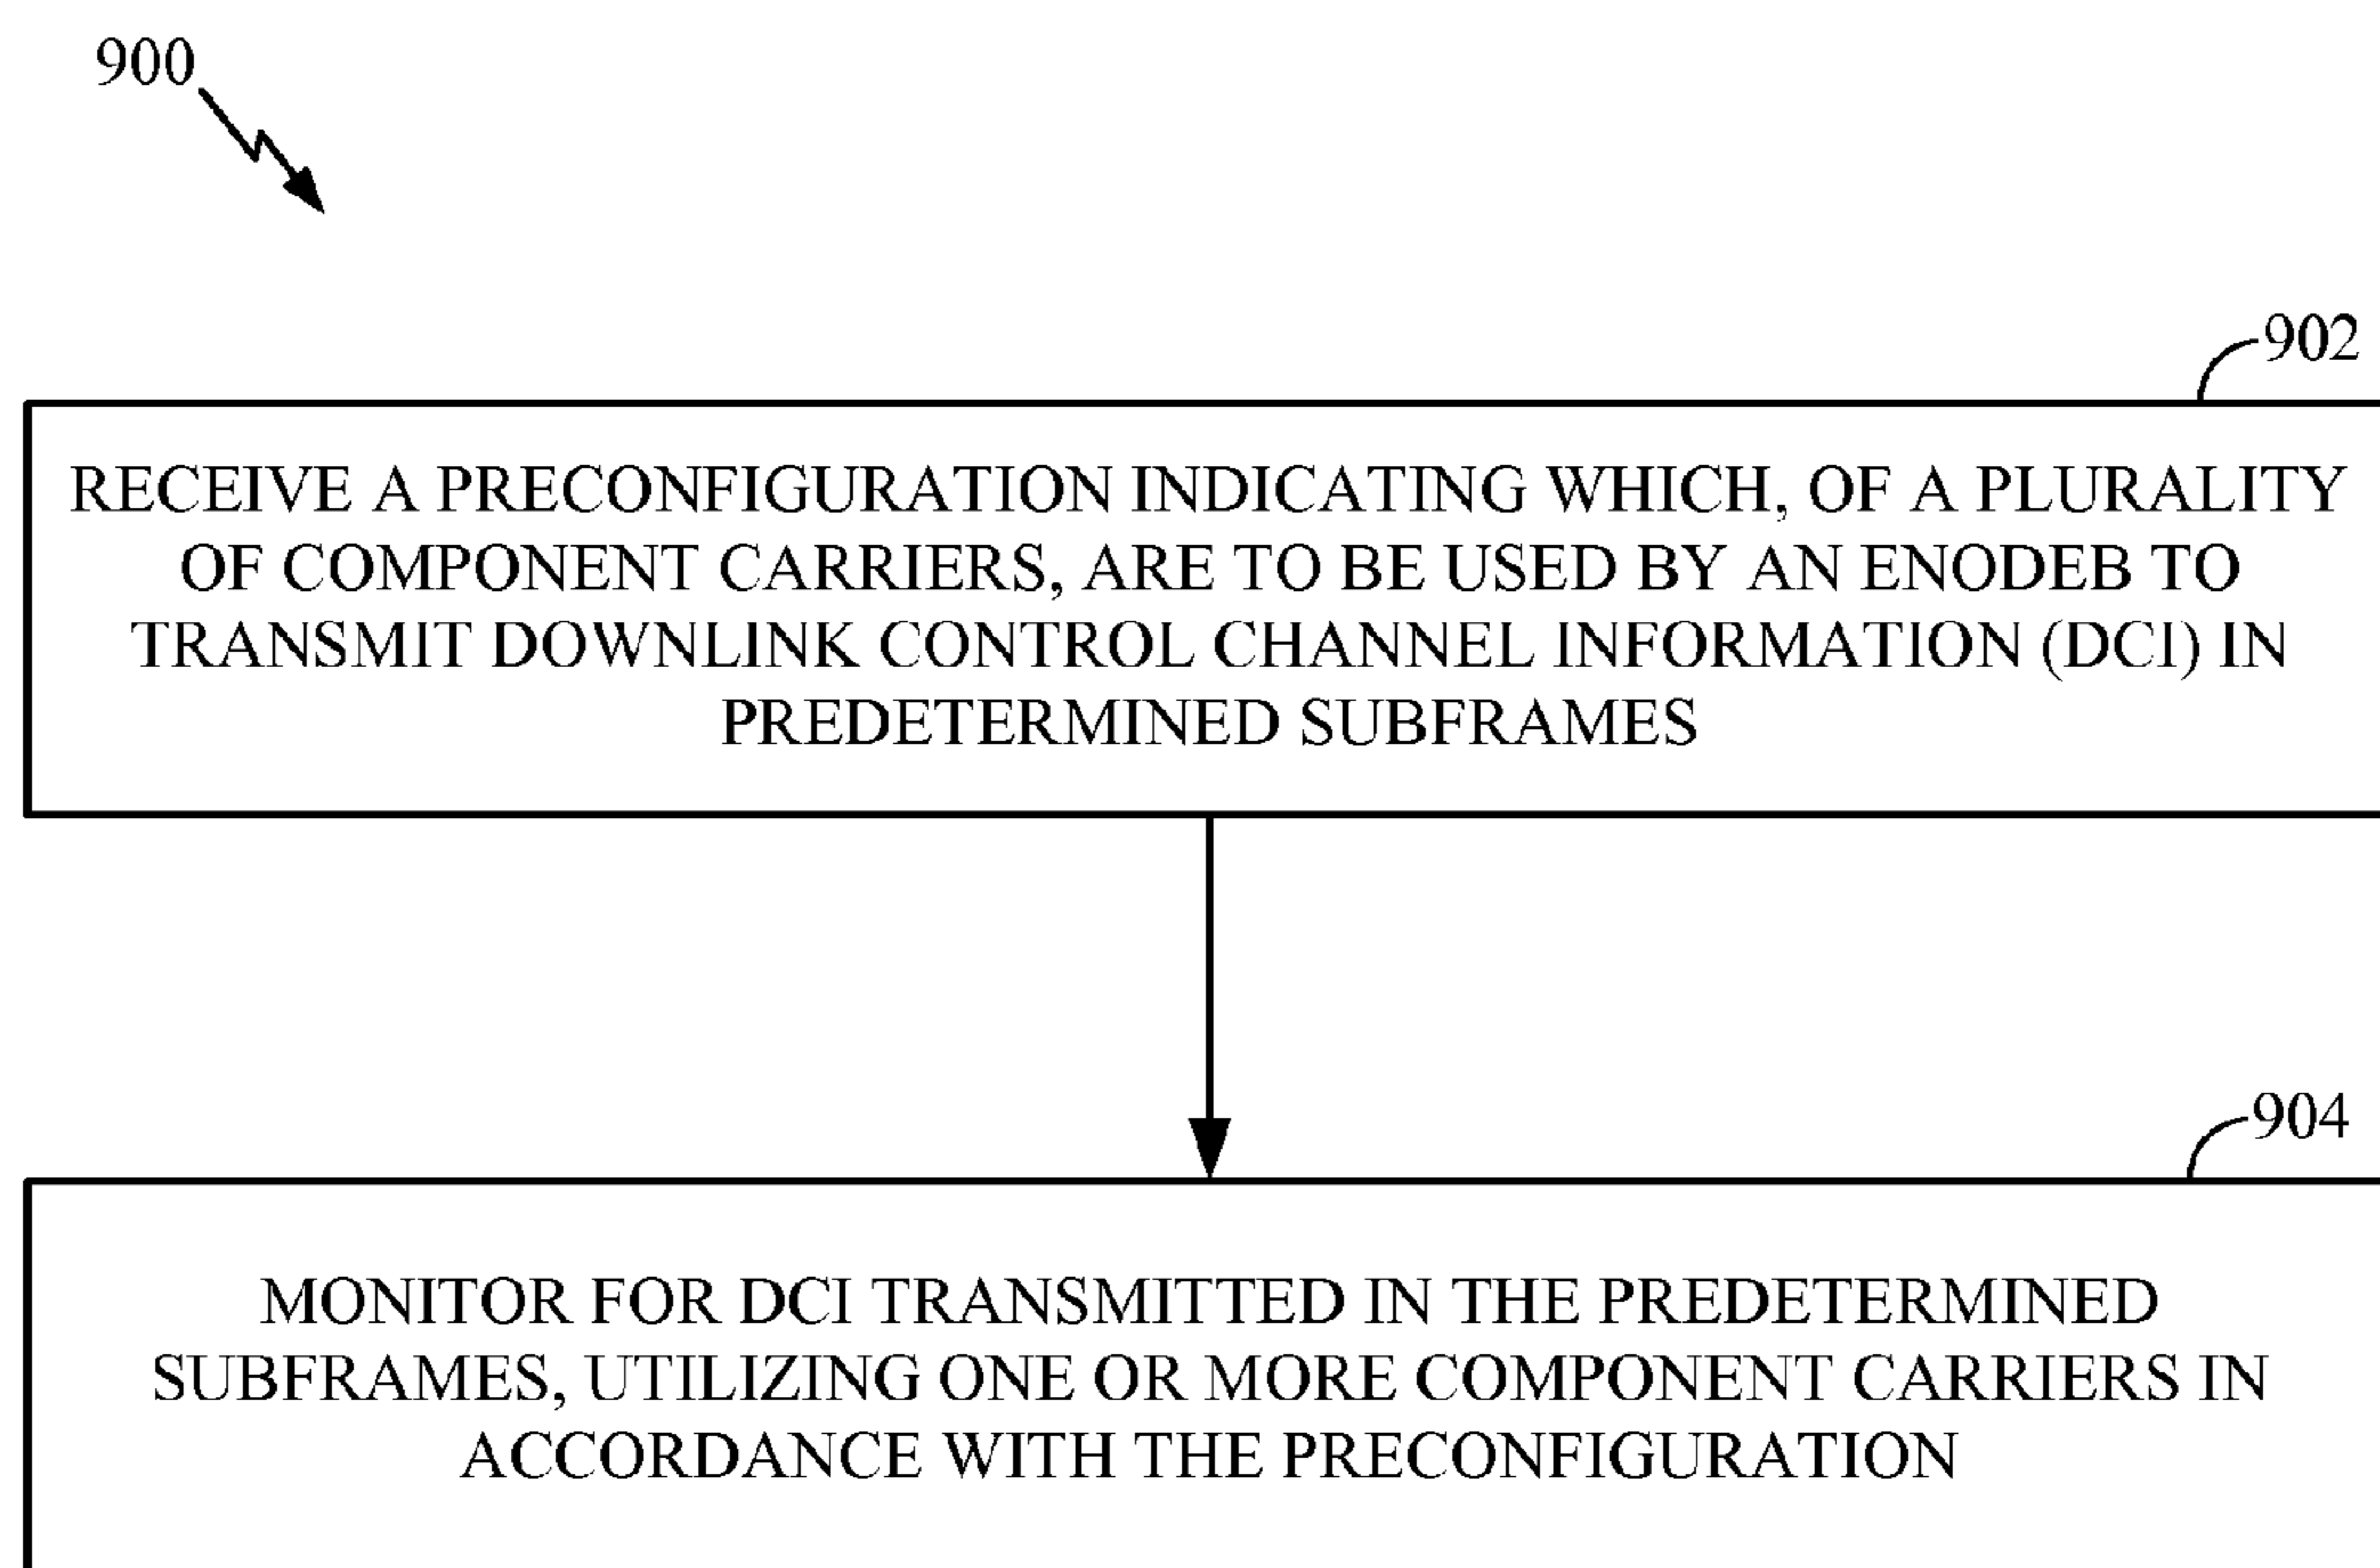 900
902
RECEIVE A PRECONFIGURATION INDICATING WHICH, OF A PLURALITY
OF COMPONENT CARRIERS, ARE TO BE USED BY AN ENODEB TO
TRANSMIT DOWNLINK CONTROL CHANNEL INFORMATION (DCI) IN
PREDETERMINED SUBFRAMES
904
MONITOR FOR DCI TRANSMITTED IN THE PREDETERMINED
SUBFRAMES, UTILIZING ONE OR MORE COMPONENT CARRIERS IN
ACCORDANCE WITH THE PRECONFIGURATION